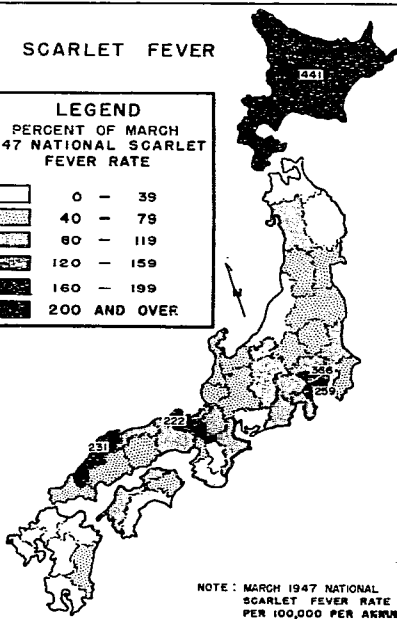 SCARLET FEVER
441
LEGEND
PERCENT OF MARCH
47 NATIONAL SCARLET
FEVER RATE
0 – 39
40 – 79
80 – 119
120 – 159
160 – 199
200 AND OVER
366
259
222
231
NOTE: MARCH 1947 NATIONAL
SCARLET FEVER RATE
PER 100,000 PER